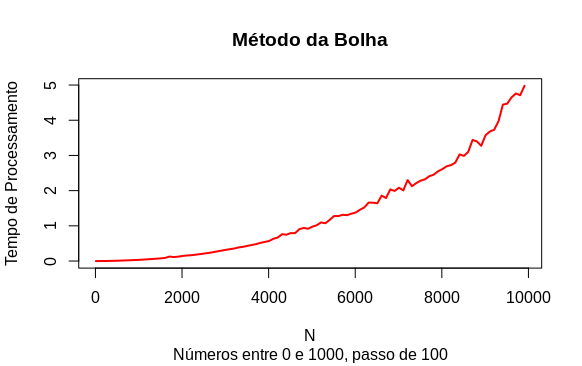 Método da Bolha
Tempo de Processamento
5
4
3
2
1
0
0 2000 4000 6000 8000 10000
N
Números entre 0 e 1000, passo de 100